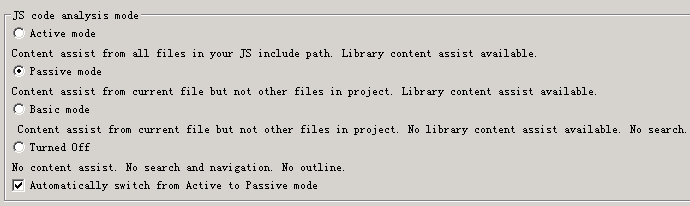 JS code analysis mode
Active mode
Content assist from all files in your JS include path. Library content assist available.
Passive mode
Content assist from current file but not other files in project. Library content assist available.
Basic mode
Content assist from current file but not other files in project. No library content assist available. No search.
Turned Off
No content assist. No search and navigation. No outline.
Automatically switch from Active to Passive mode